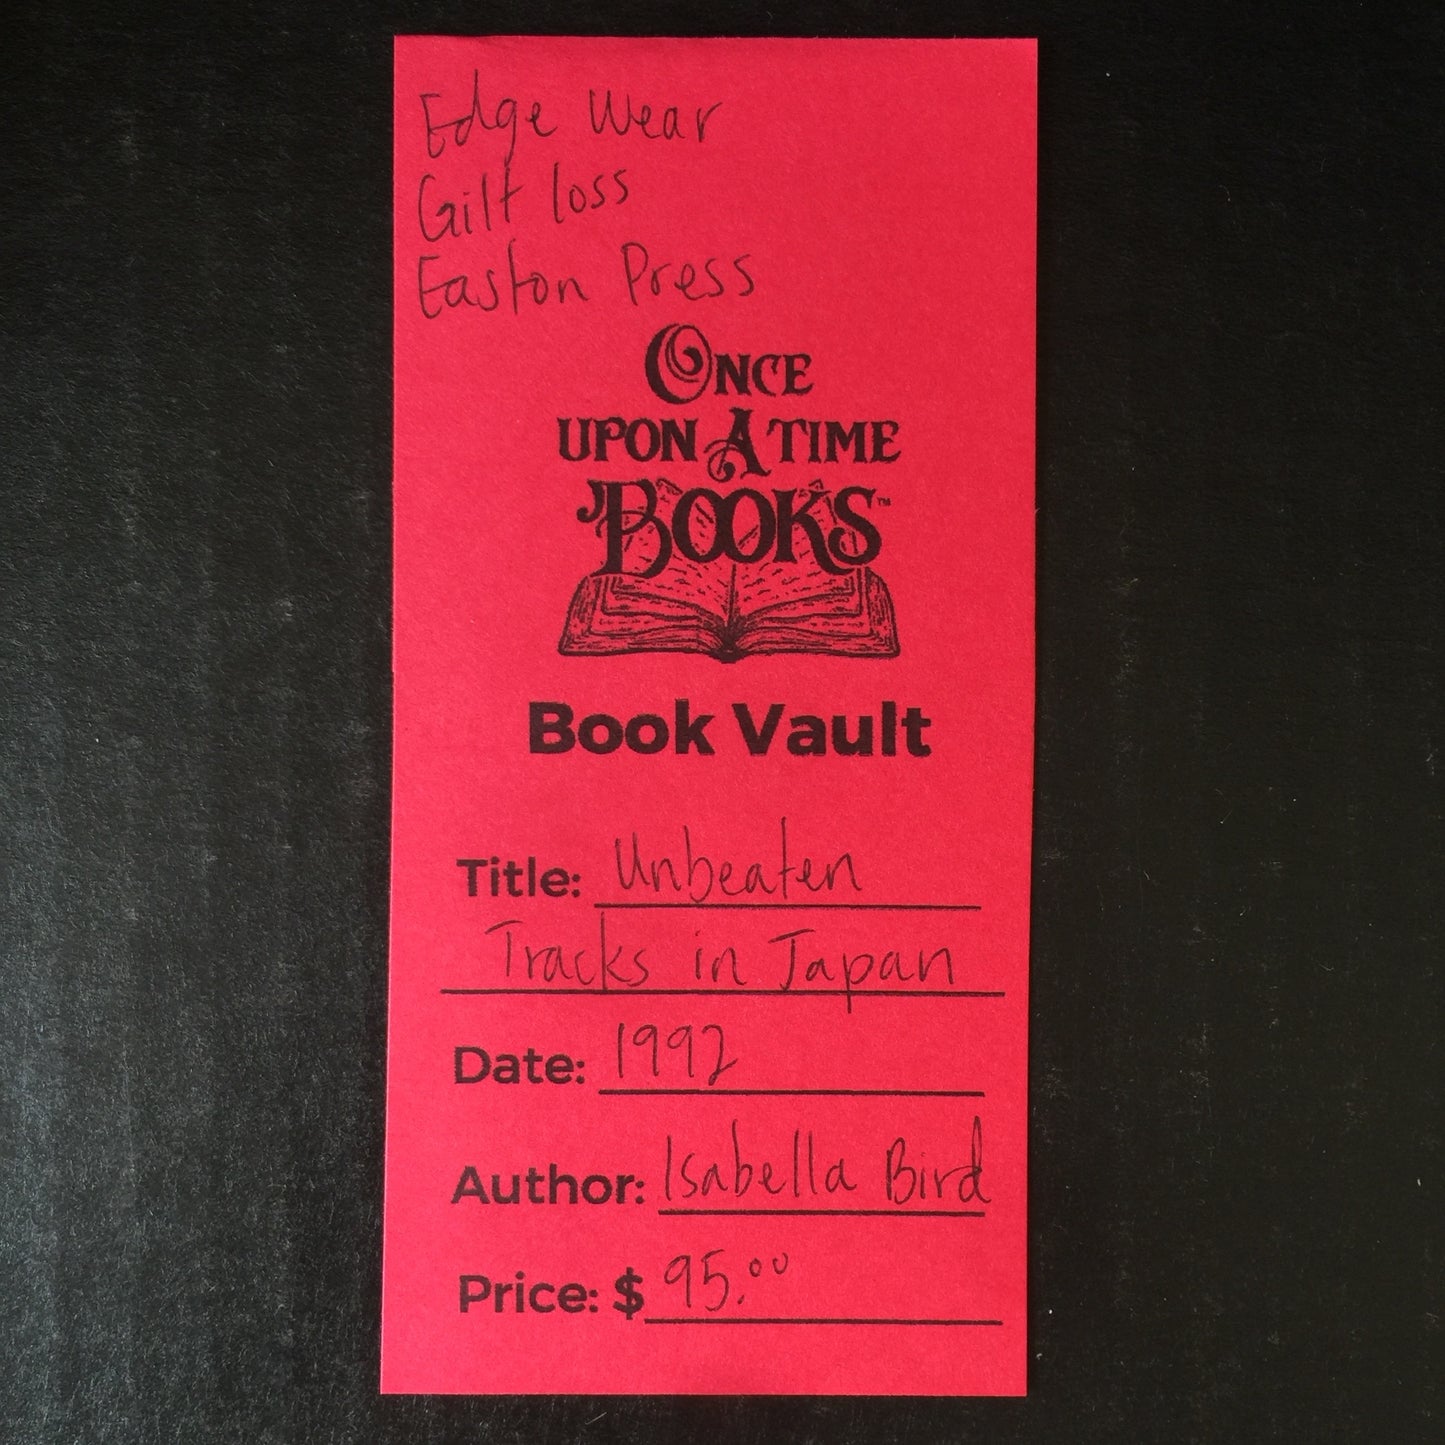 Edge Wear
Gilt loss
Easton Press
ONCE
UPON A TIME
BOOKS™
Book Vault
Title: Unbeaten
Tracks in Japan
Date: 1992
Author: Isabella Bird
Price: $ 95.00